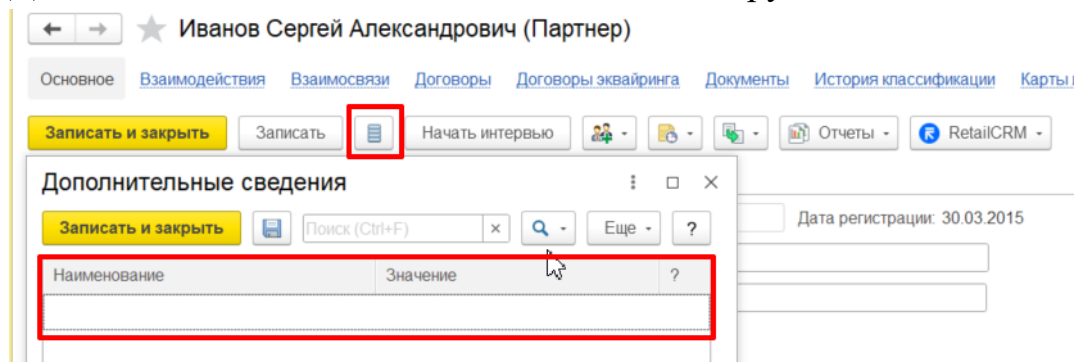 Иванов Сергей Александрович (Партнер)
Основное Взаимодействия Взаимосвязи Договоры Договоры эквайринга Документы История классификации Карты
Записать и закрыть Записать Начать интервью Отчеты RetailCRM
Дополнительные сведения
Записать и закрыть Поиск (Ctrl+F) × Еще ?
Дата регистрации: 30.03.2015
Наименование Значение ?